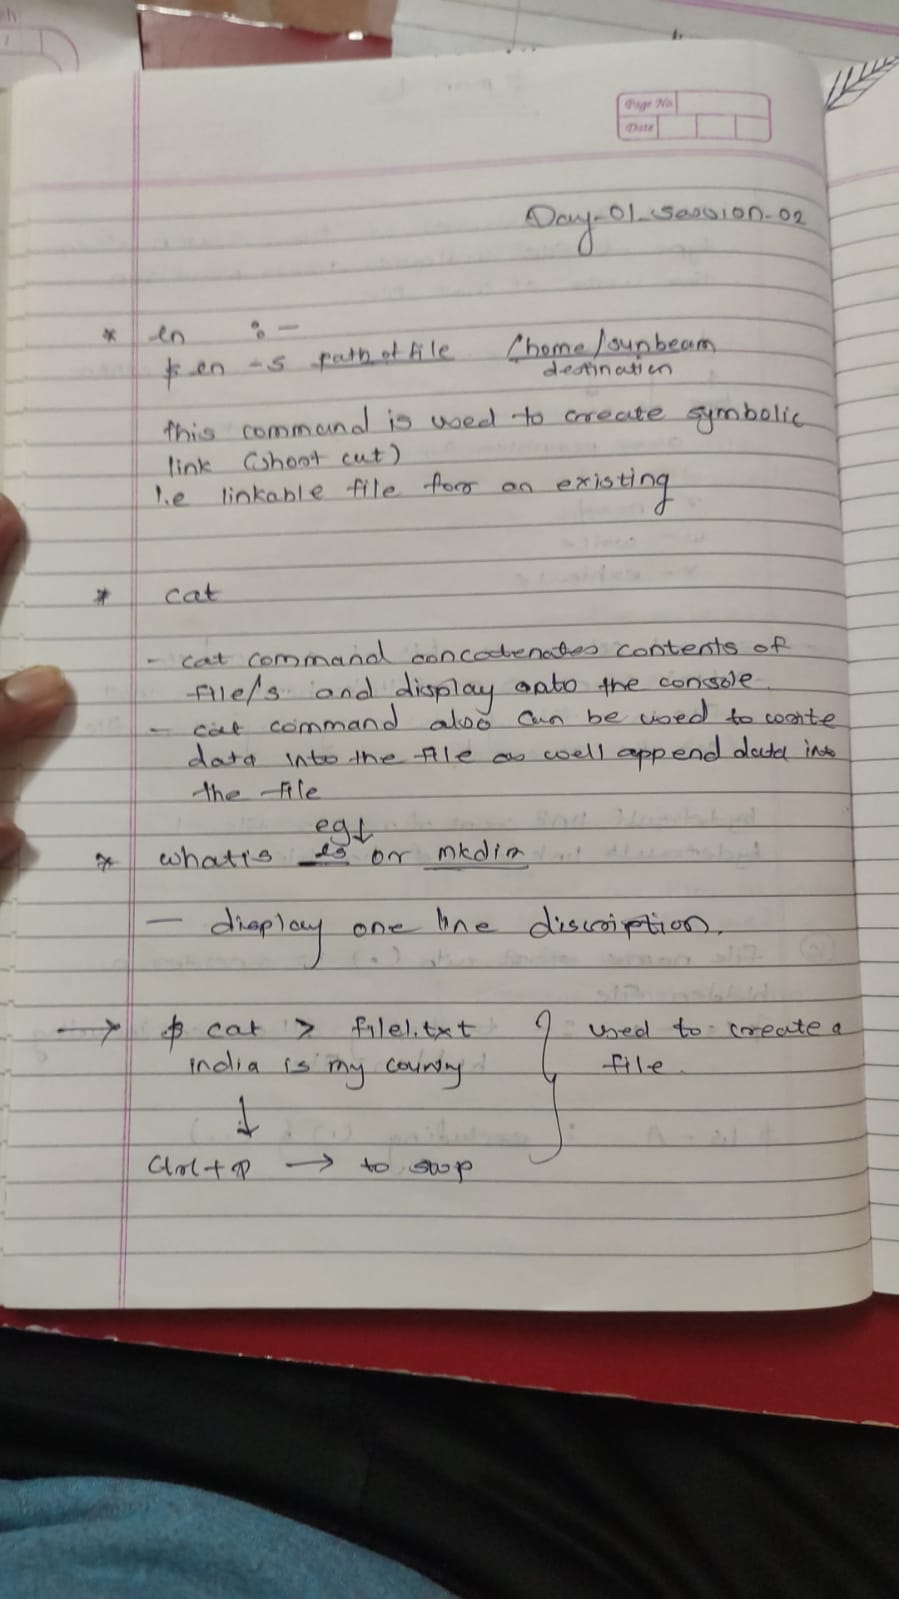 Page No.
Date
Day-01-session-02
* ln :-
$ ln -s path of file /home/sunbeam
destination
this command is used to create symbolic
link (shoot cut)
i.e linkable file for an existing
* cat
- cat command concatenates contents of
file/s and display onto the console.
- cat command also can be used to write
data into the file as well append data into
the file
eg↓
* whatis ls or mkdir
- display one line discription.
→ $ cat > file1.txt } used to create a
india is my country file.
↓
Ctrl+D → to stop